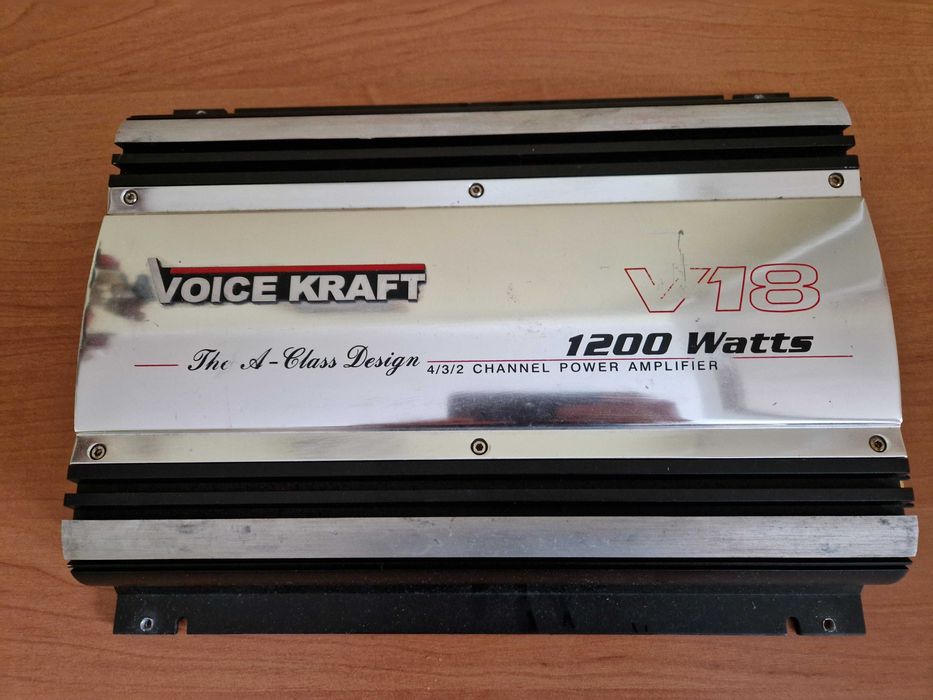 VOICE KRAFT
V18
1200 Watts
The A-Class Design
4/3/2 CHANNEL POWER AMPLIFIER